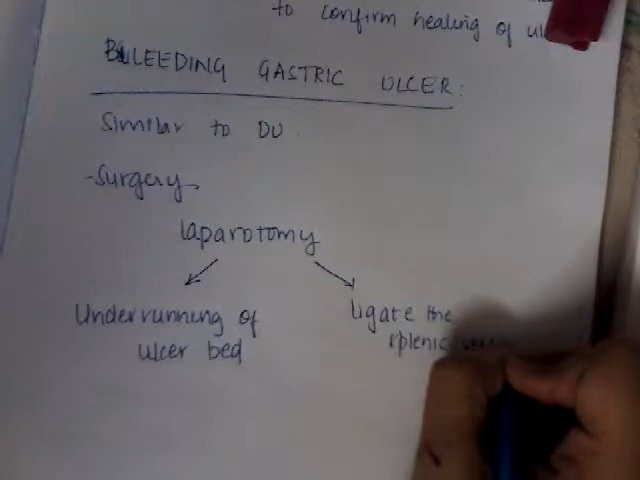 to confirm healing of
BLEEDING GASTRIC ULCER:
Similar to DU
-Surgery→
laparotomy
Underrunning of
ulcer bed
ligate the
splenic